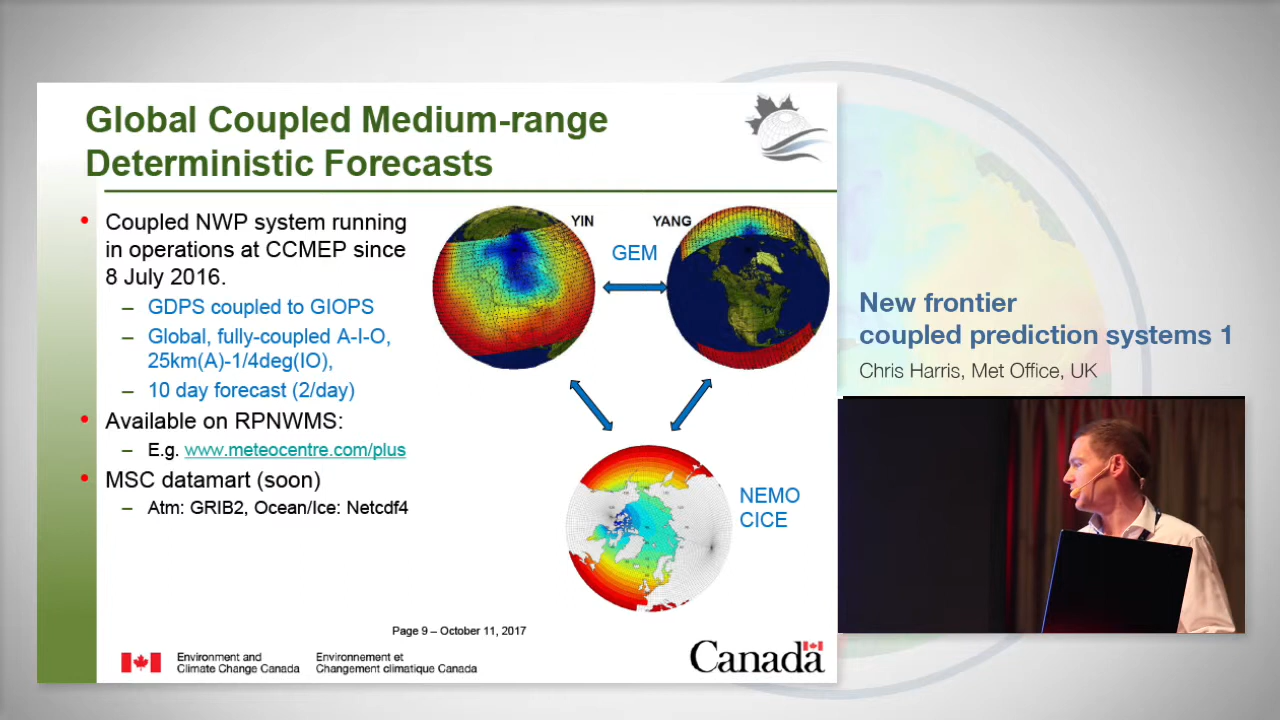 Global Coupled Medium-range
Deterministic Forecasts
• Coupled NWP system running
in operations at CCMEP since
8 July 2016.
– GDPS coupled to GIOPS
– Global, fully-coupled A-I-O,
25km(A)-1/4deg(IO),
– 10 day forecast (2/day)
• Available on RPNWMS:
– E.g. www.meteocentre.com/plus
• MSC datamart (soon)
– Atm: GRIB2, Ocean/Ice: Netcdf4
YIN
YANG
GEM
NEMO
CICE
Page 9 – October 11, 2017
Environment and
Climate Change Canada
Environnement et
Changement climatique Canada
Canada
New frontier
coupled prediction systems 1
Chris Harris, Met Office, UK